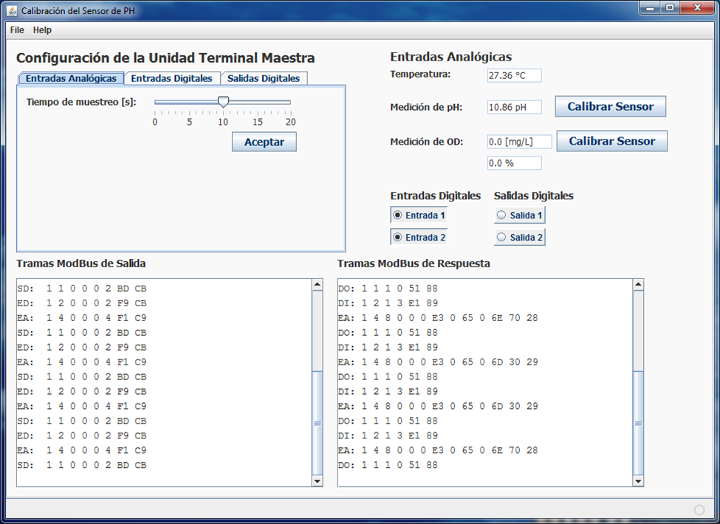 Calibración del Sensor de PH
File Help
Configuración de la Unidad Terminal Maestra
Entradas Analógicas Entradas Digitales Salidas Digitales
Tiempo de muestreo [s]:
0 5 10 15 20
Aceptar
Entradas Analógicas
Temperatura: 27.36 °C
Medición de pH: 10.86 pH Calibrar Sensor
Medición de OD: 0.0 [mg/L] Calibrar Sensor
0.0 %
Entradas Digitales Salidas Digitales
Entrada 1 Salida 1
Entrada 2 Salida 2
Tramas ModBus de Salida
SD: 1 1 0 0 0 2 BD CB
ED: 1 2 0 0 0 2 F9 CB
EA: 1 4 0 0 0 4 F1 C9
SD: 1 1 0 0 0 2 BD CB
ED: 1 2 0 0 0 2 F9 CB
EA: 1 4 0 0 0 4 F1 C9
SD: 1 1 0 0 0 2 BD CB
ED: 1 2 0 0 0 2 F9 CB
EA: 1 4 0 0 0 4 F1 C9
SD: 1 1 0 0 0 2 BD CB
ED: 1 2 0 0 0 2 F9 CB
EA: 1 4 0 0 0 4 F1 C9
SD: 1 1 0 0 0 2 BD CB
Tramas ModBus de Respuesta
DO: 1 1 1 0 51 88
DI: 1 2 1 3 E1 89
EA: 1 4 8 0 0 0 E3 0 65 0 6E 70 28
DO: 1 1 1 0 51 88
DI: 1 2 1 3 E1 89
EA: 1 4 8 0 0 0 E3 0 65 0 6D 30 29
DO: 1 1 1 0 51 88
DI: 1 2 1 3 E1 89
EA: 1 4 8 0 0 0 E3 0 65 0 6D 30 29
DO: 1 1 1 0 51 88
DI: 1 2 1 3 E1 89
EA: 1 4 8 0 0 0 E3 0 65 0 6E 70 28
DO: 1 1 1 0 51 88